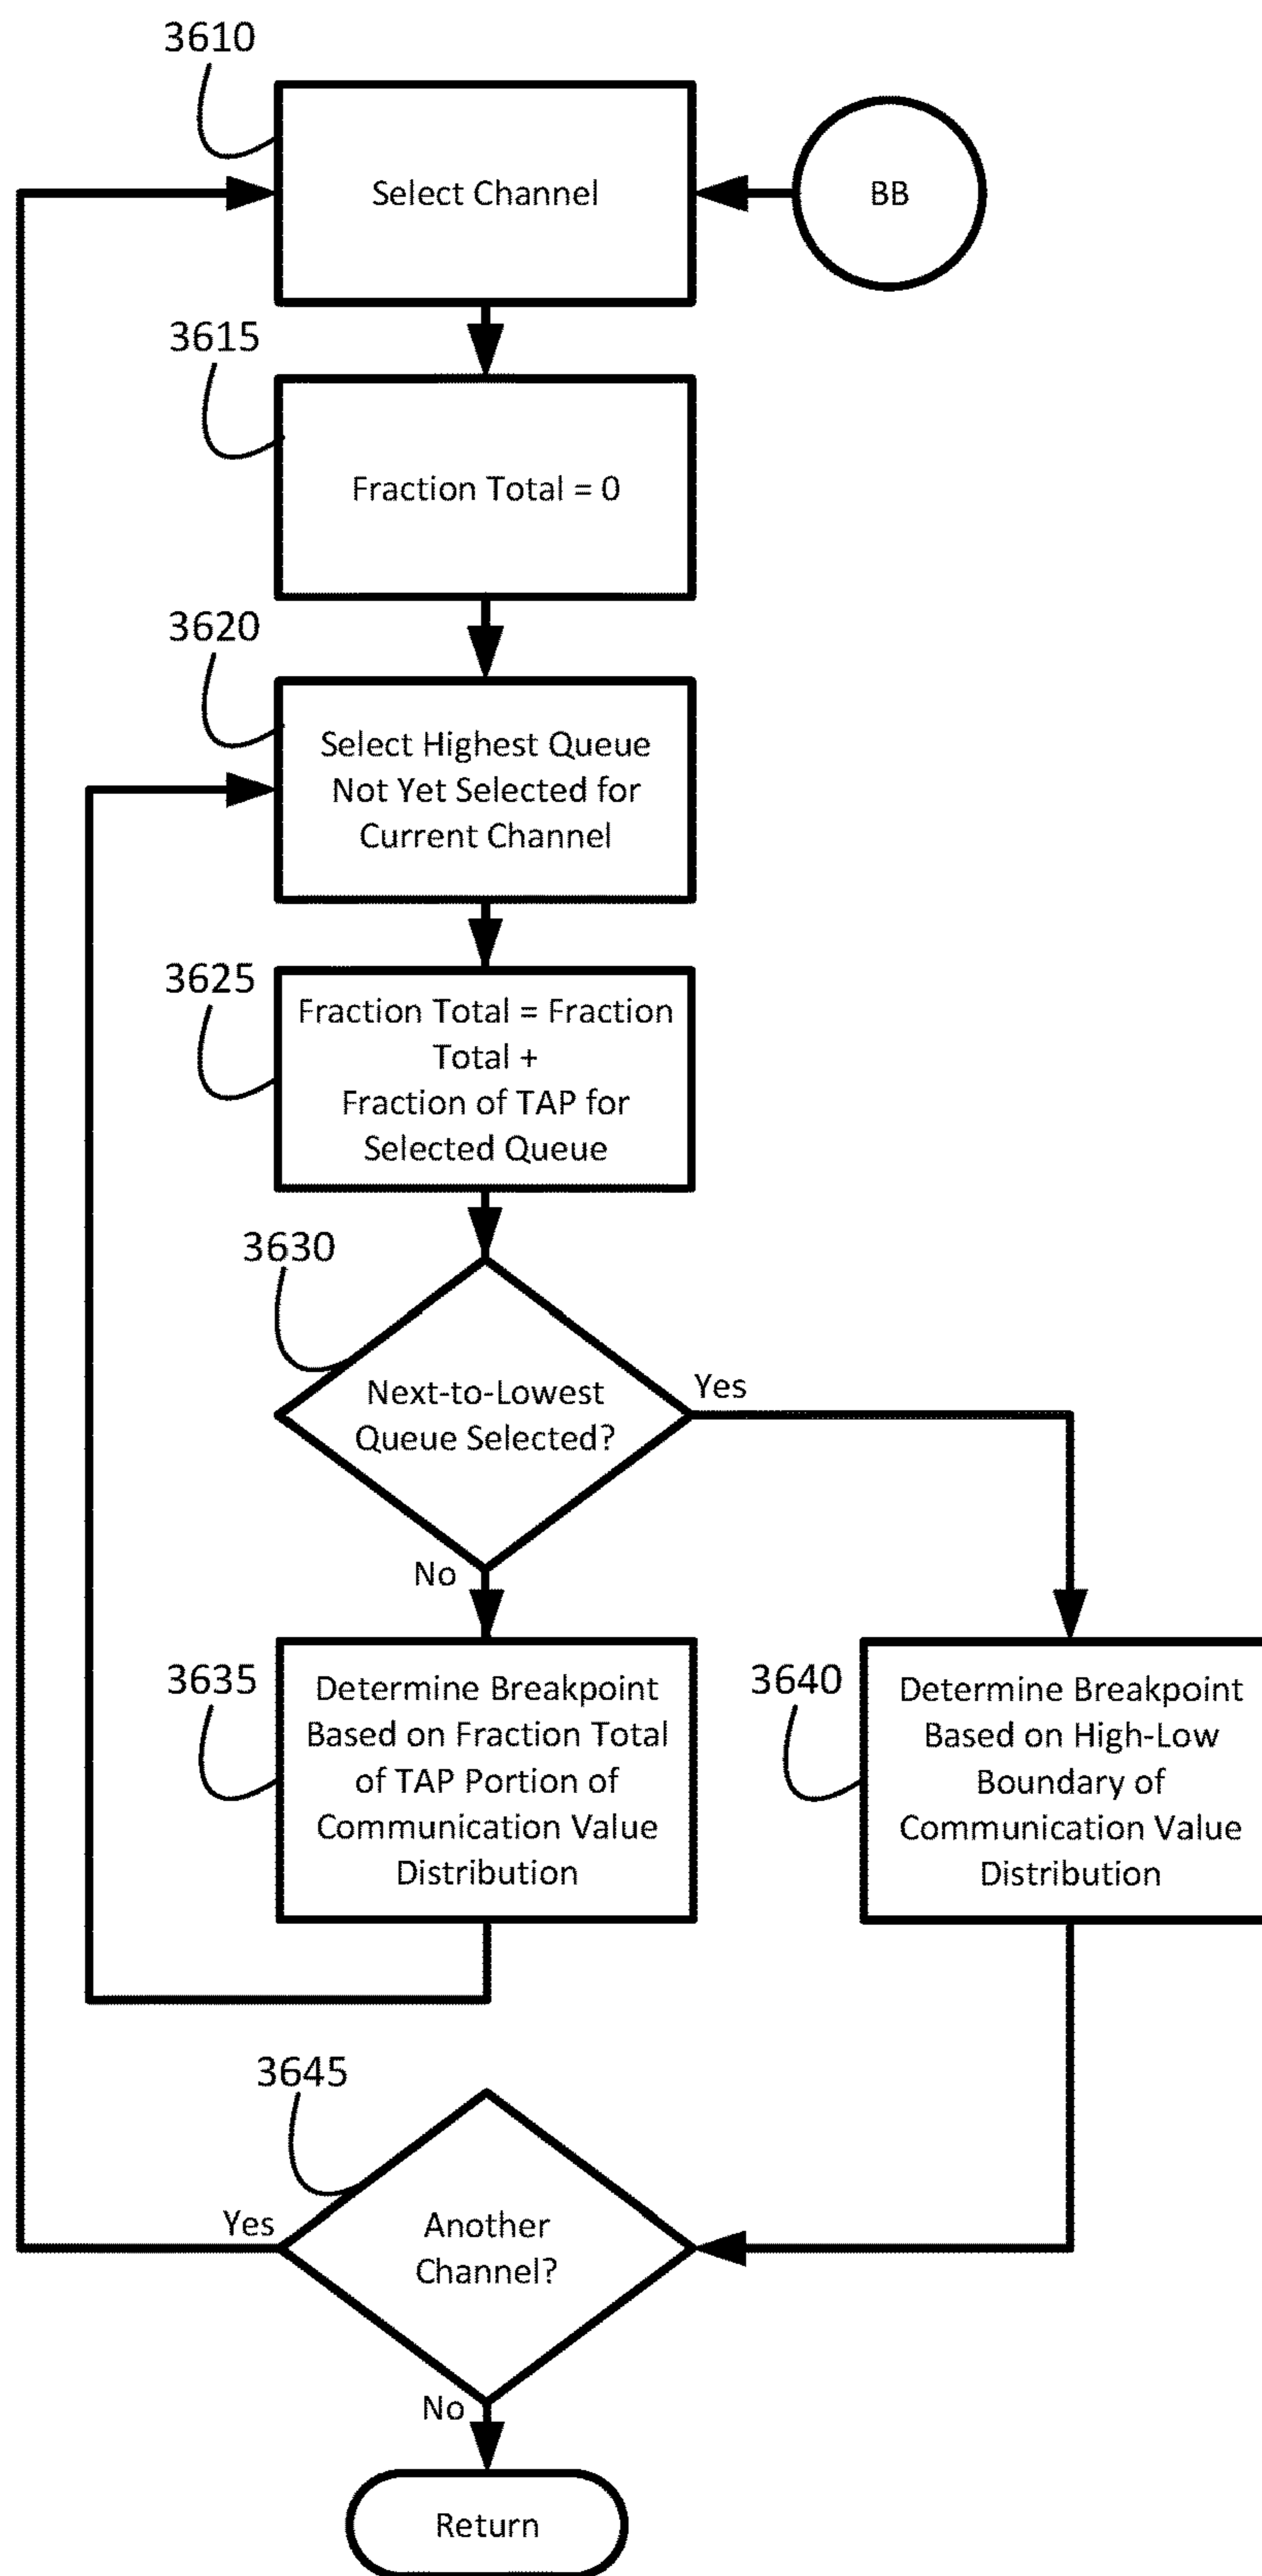 3610
Select Channel
BB
3615
Fraction Total = 0
3620
Select Highest Queue
Not Yet Selected for
Current Channel
3625
Fraction Total = Fraction
Total +
Fraction of TAP for
Selected Queue
3630
Next-to-Lowest
Queue Selected?
Yes
No
3635
Determine Breakpoint
Based on Fraction Total
of TAP Portion of
Communication Value
Distribution
3640
Determine Breakpoint
Based on High-Low
Boundary of
Communication Value
Distribution
3645
Another
Channel?
Yes
No
Return